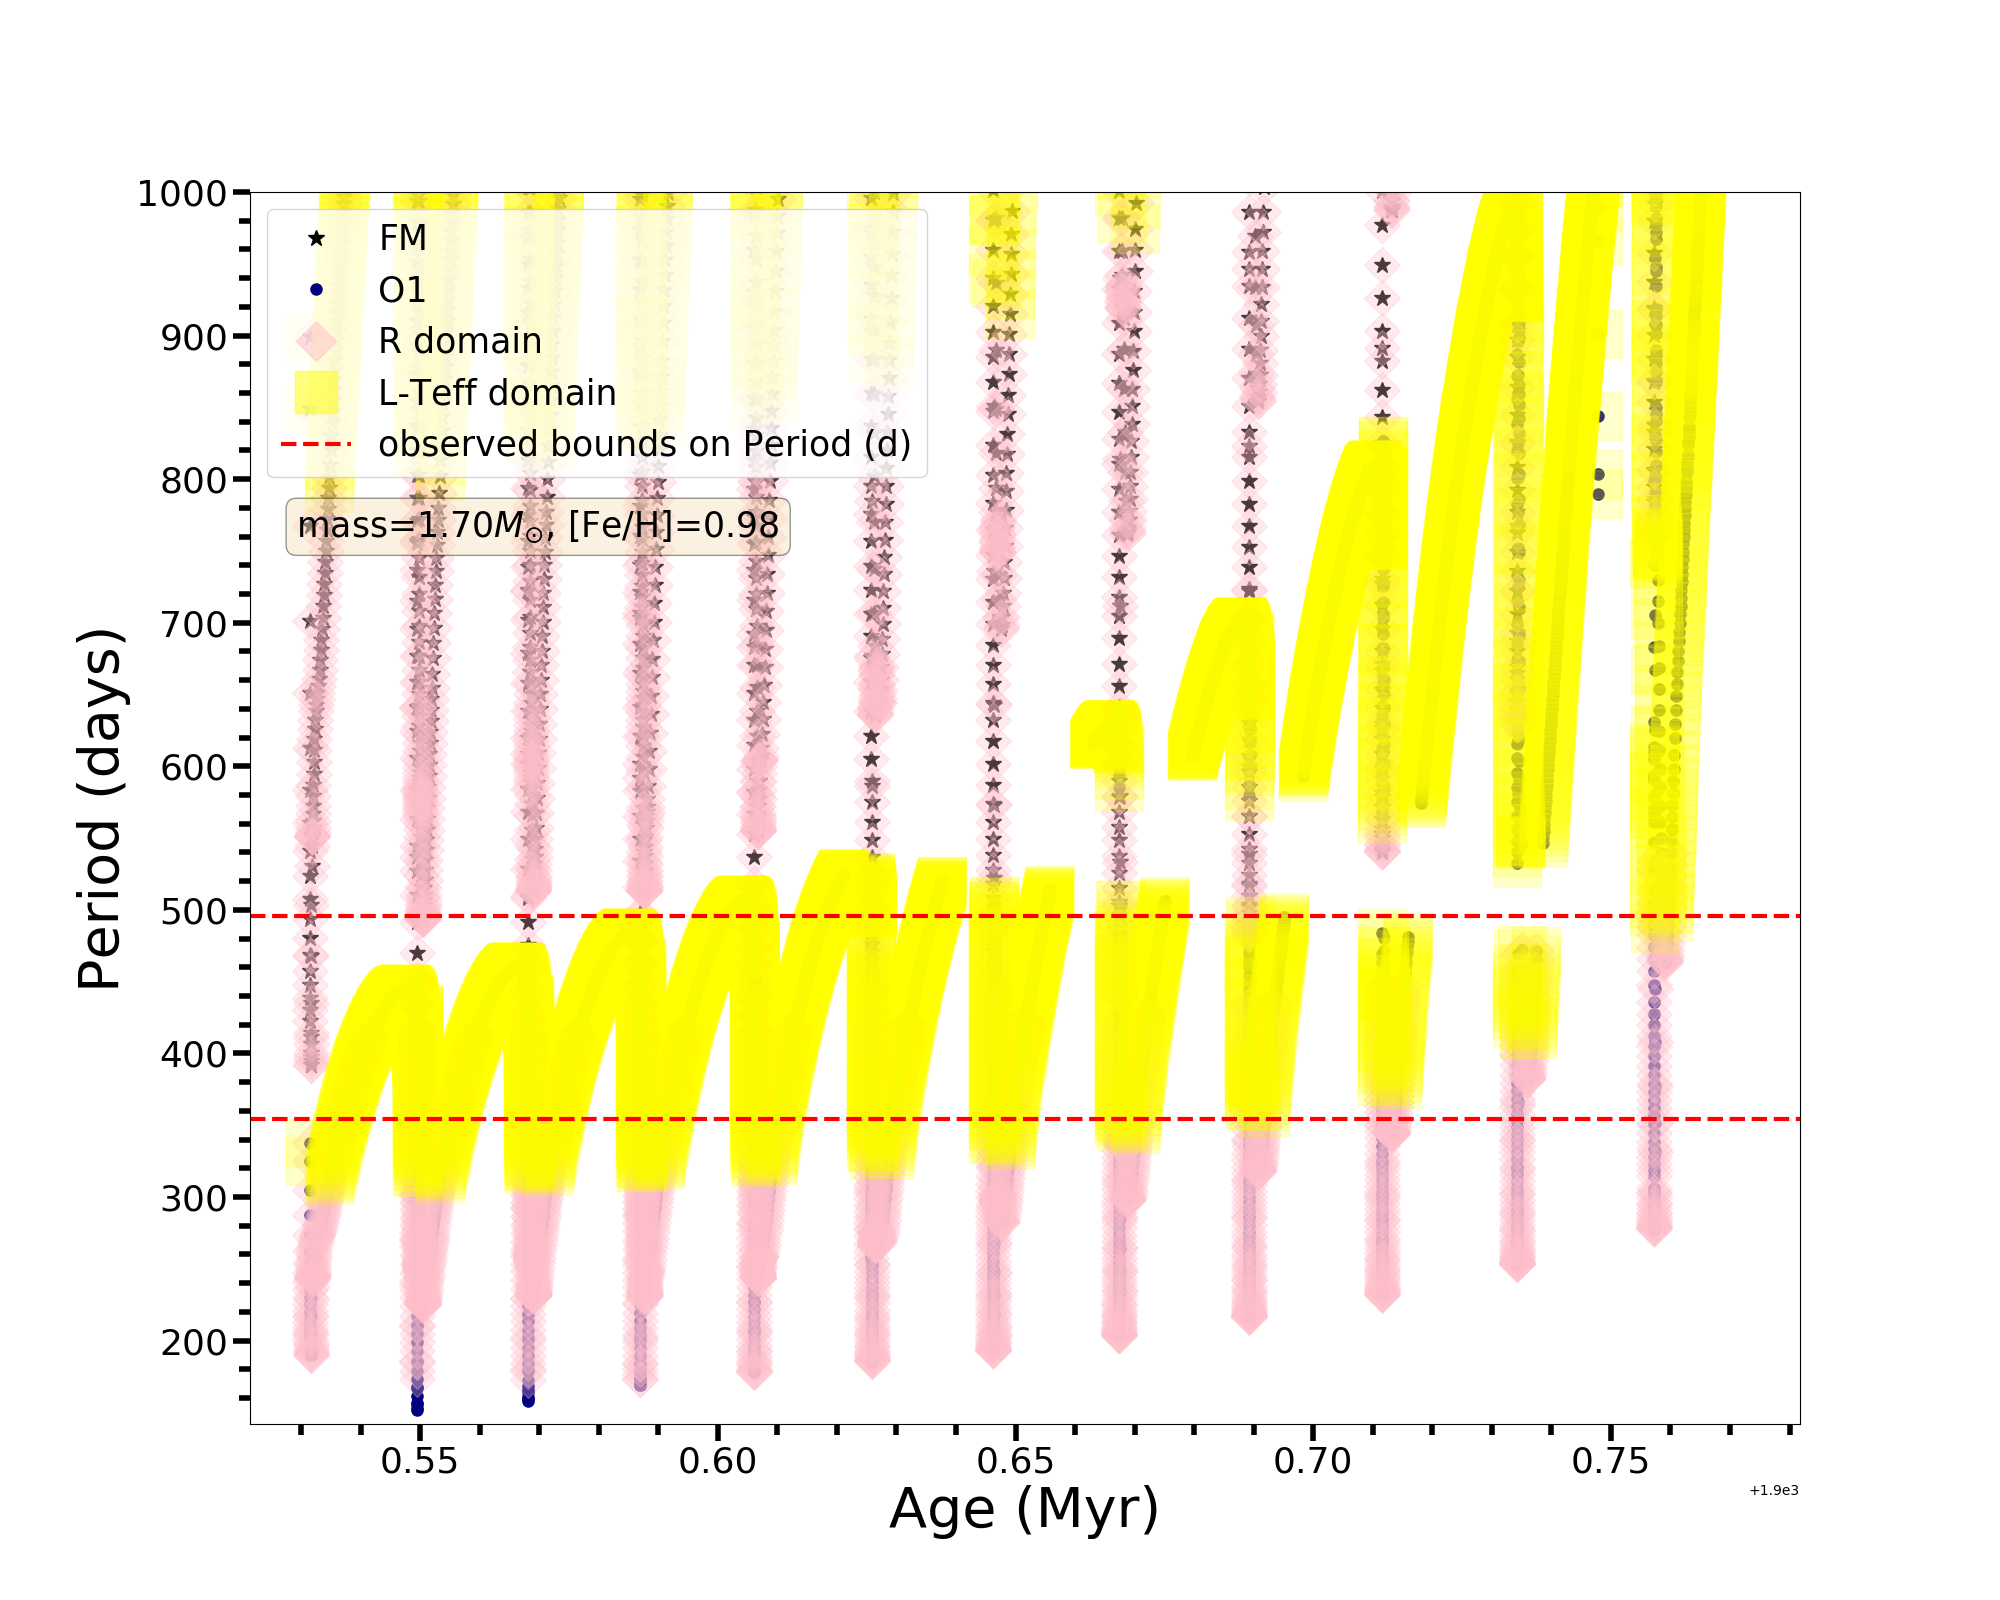 1000
900
800
700
600
500
400
300
200
Period (days)
FM
O1
R domain
L-Teff domain
observed bounds on Period (d)
mass=1.70M☉, [Fe/H]=0.98
0.55 0.60 0.65 0.70 0.75
+1.9e3
Age (Myr)